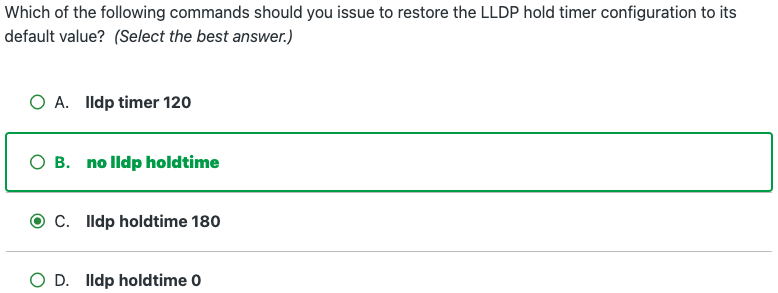 Which of the following commands should you issue to restore the LLDP hold timer configuration to its
default value? (Select the best answer.)
A. lldp timer 120
B. no lldp holdtime
C. lldp holdtime 180
D. lldp holdtime 0